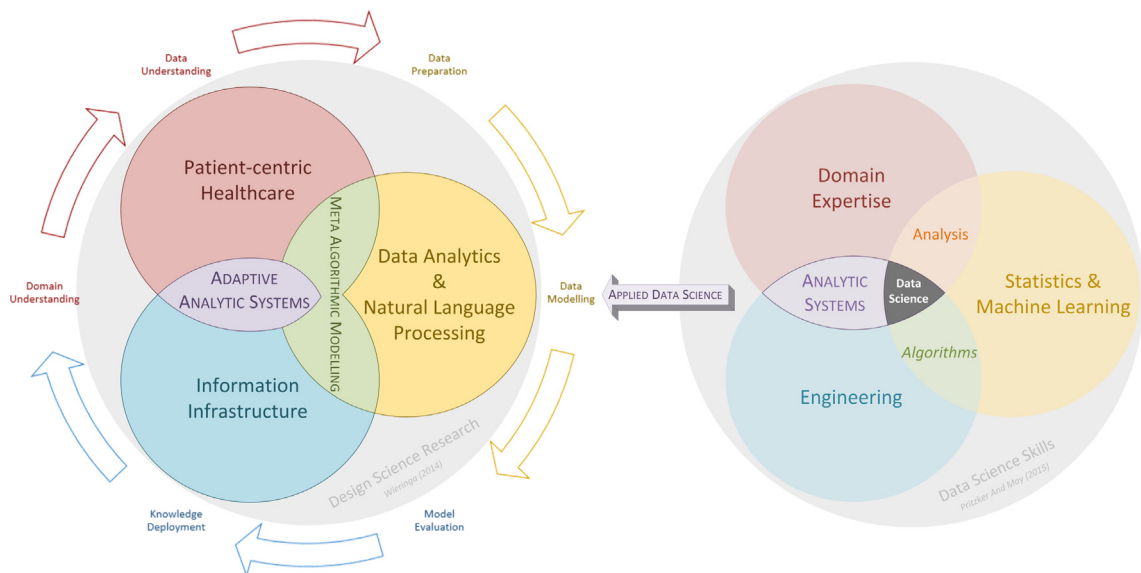 Data
Understanding
Data
Preparation
Patient-centric
Healthcare
META ALGORITHMIC MODELLING
Data Analytics
&
Natural Language
Processing
ADAPTIVE
ANALYTIC SYSTEMS
Domain
Understanding
Data
Modelling
Information
Infrastructure
Design Science Research
Wieringa (2014)
Knowledge
Deployment
Model
Evaluation
APPLIED DATA SCIENCE
Domain
Expertise
Analysis
ANALYTIC
SYSTEMS
Data
Science
Statistics &
Machine Learning
Algorithms
Engineering
Data Science Skills
Pritzker And May (2015)